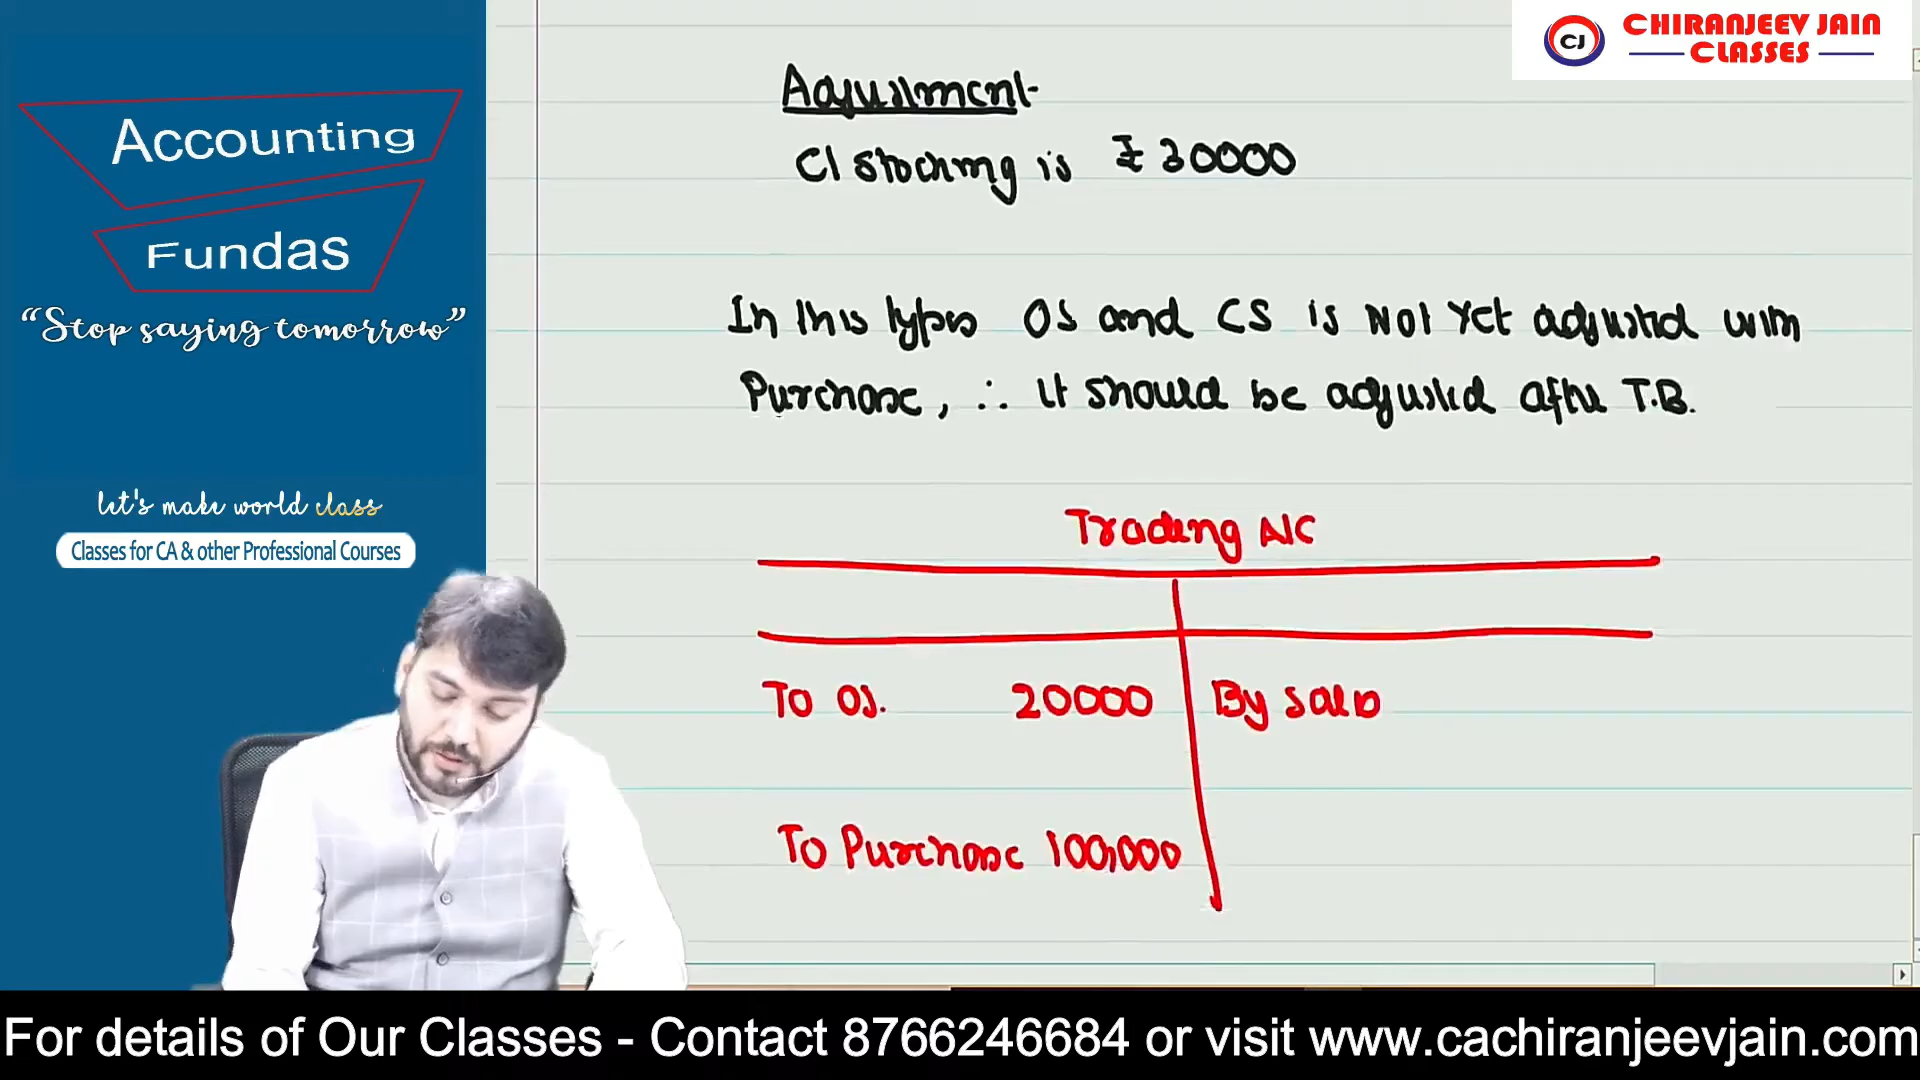 CHIRANJEEV JAIN
CJ
CLASSES
Accounting
Fundas
“Stop saying tomorrow”
let's make world class
Classes for CA & other Professional Courses
Adjustment
Cl stocking is ₹ 30000
In this types OS and CS is Not Yet adjusted with
Purchase, ∴ It should be adjusted after T.B.
Trading A/C
To OS. 20000 By sales
To Purchase 100,000
For details of Our Classes - Contact 8766246684 or visit www.cachiranjeevjain.com